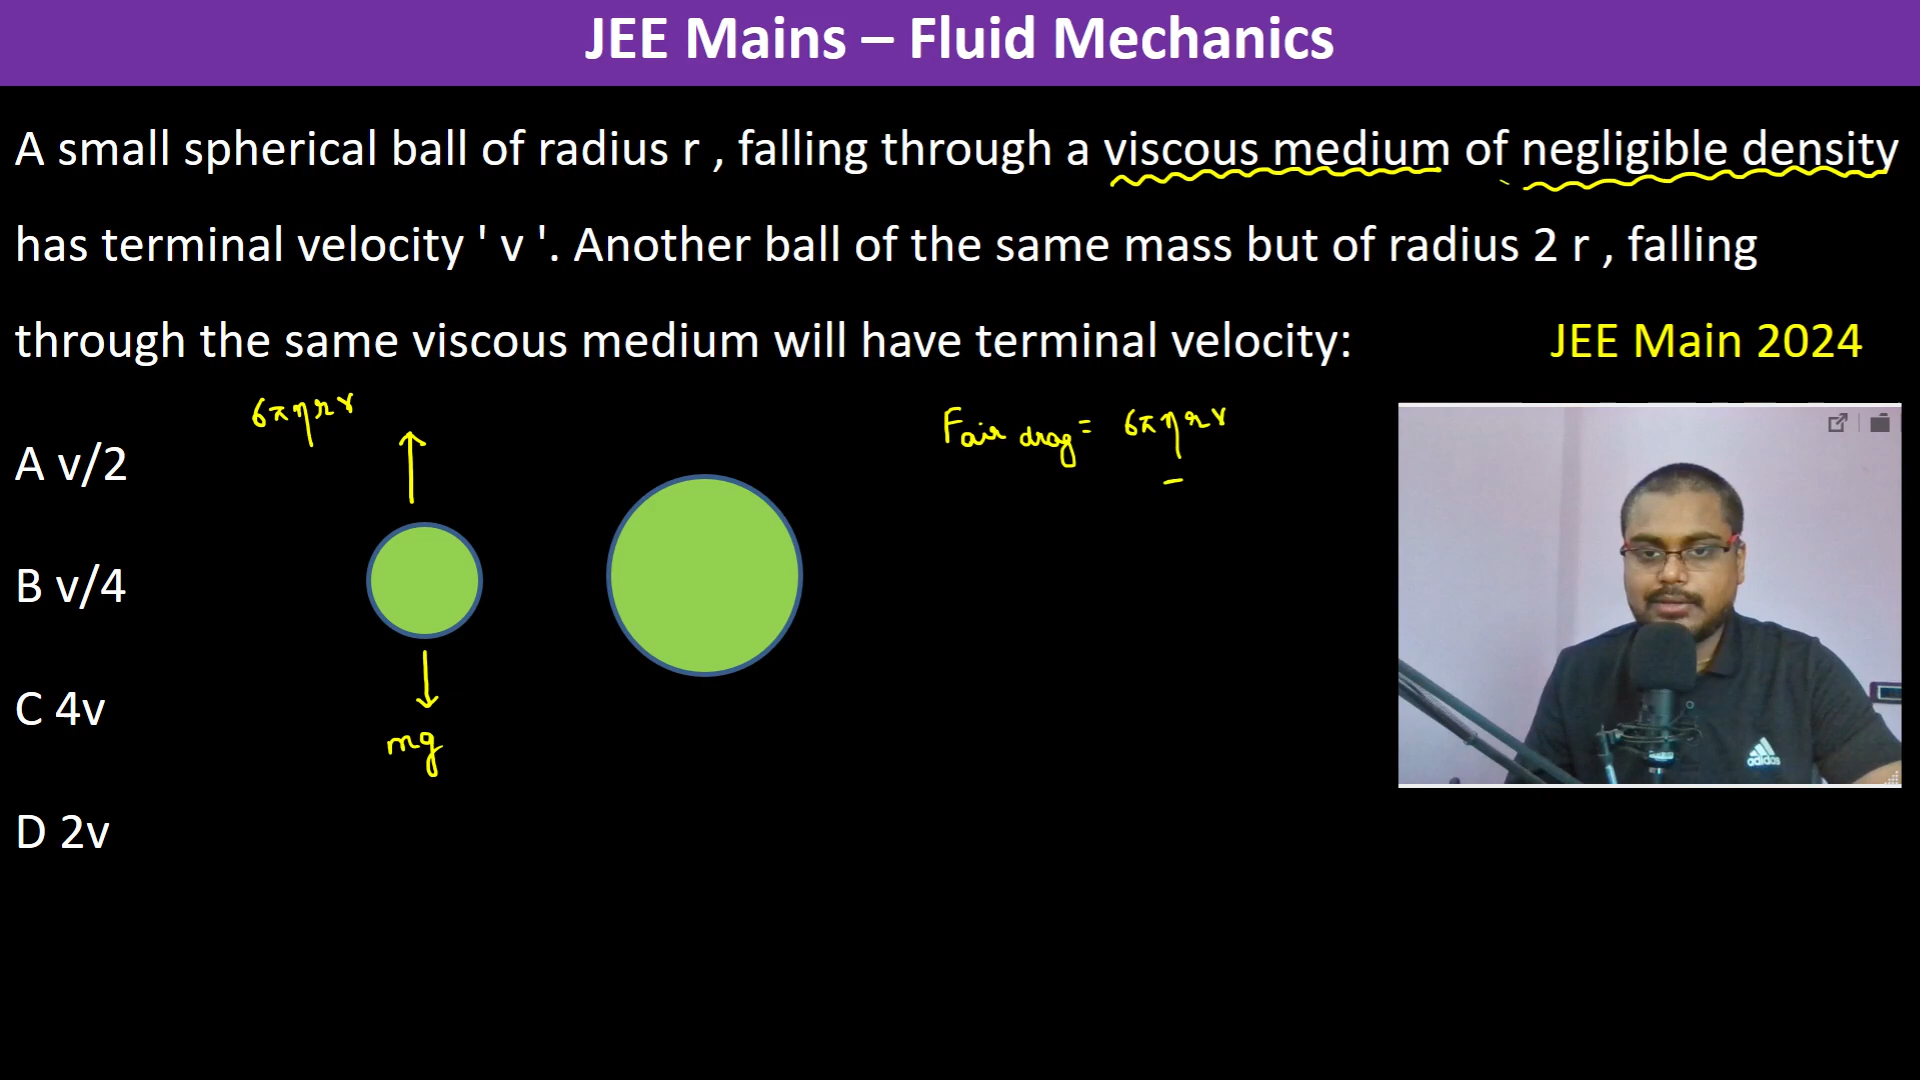 JEE Mains – Fluid Mechanics
A small spherical ball of radius r , falling through a viscous medium of negligible density
has terminal velocity ' v '. Another ball of the same mass but of radius 2 r , falling
through the same viscous medium will have terminal velocity:
JEE Main 2024
6πηrv
F air drag = 6πηrv
A v/2
B v/4
C 4v
mg
D 2v
adidas